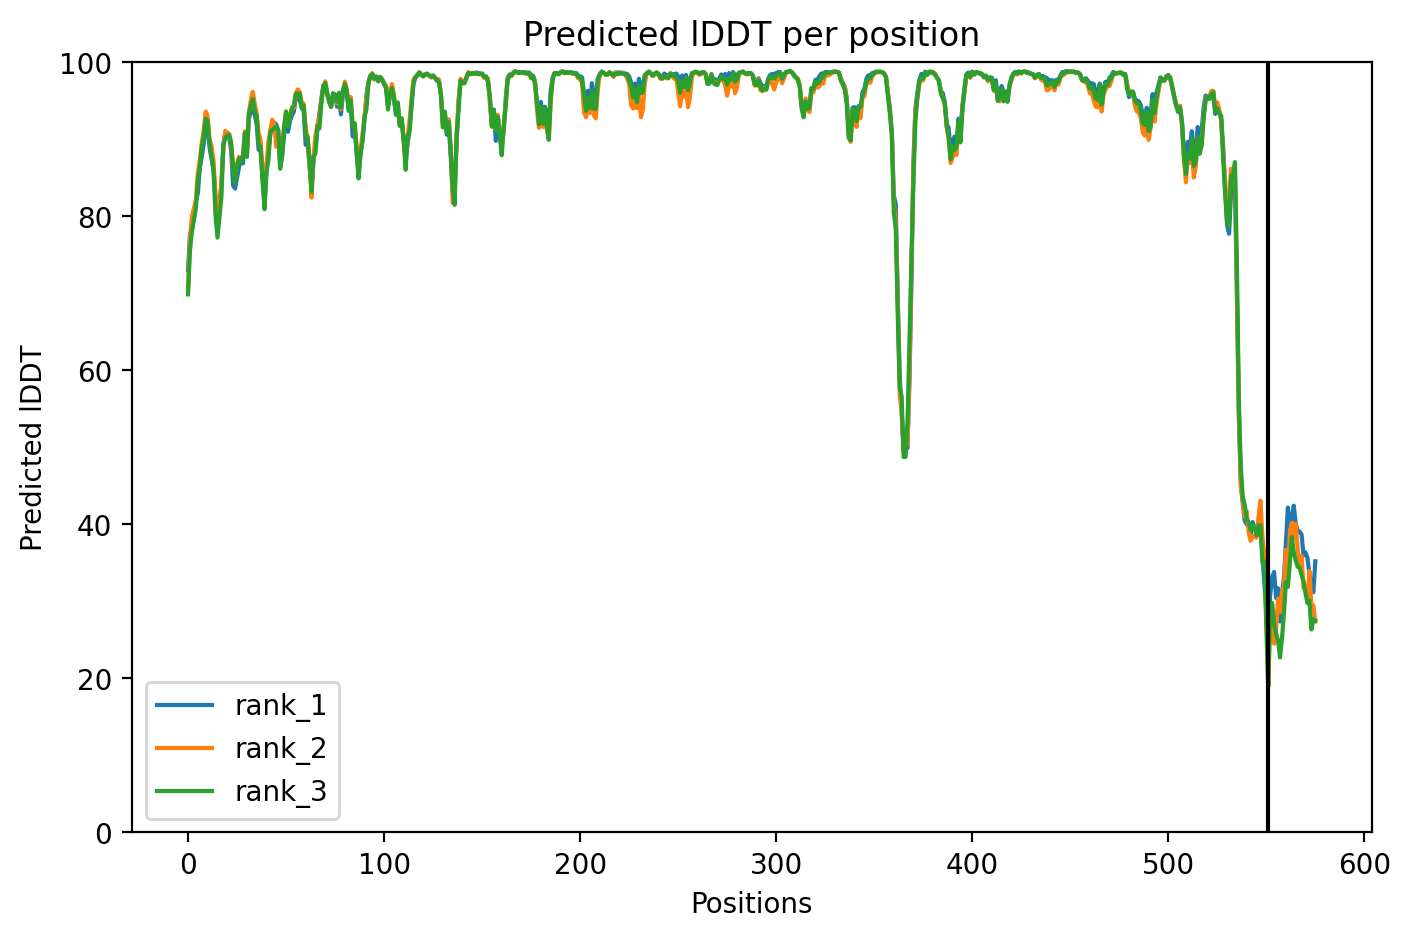 Predicted lDDT per position
100
80
60
40
20
0
Predicted lDDT
rank_1
rank_2
rank_3
0 100 200 300 400 500 600
Positions